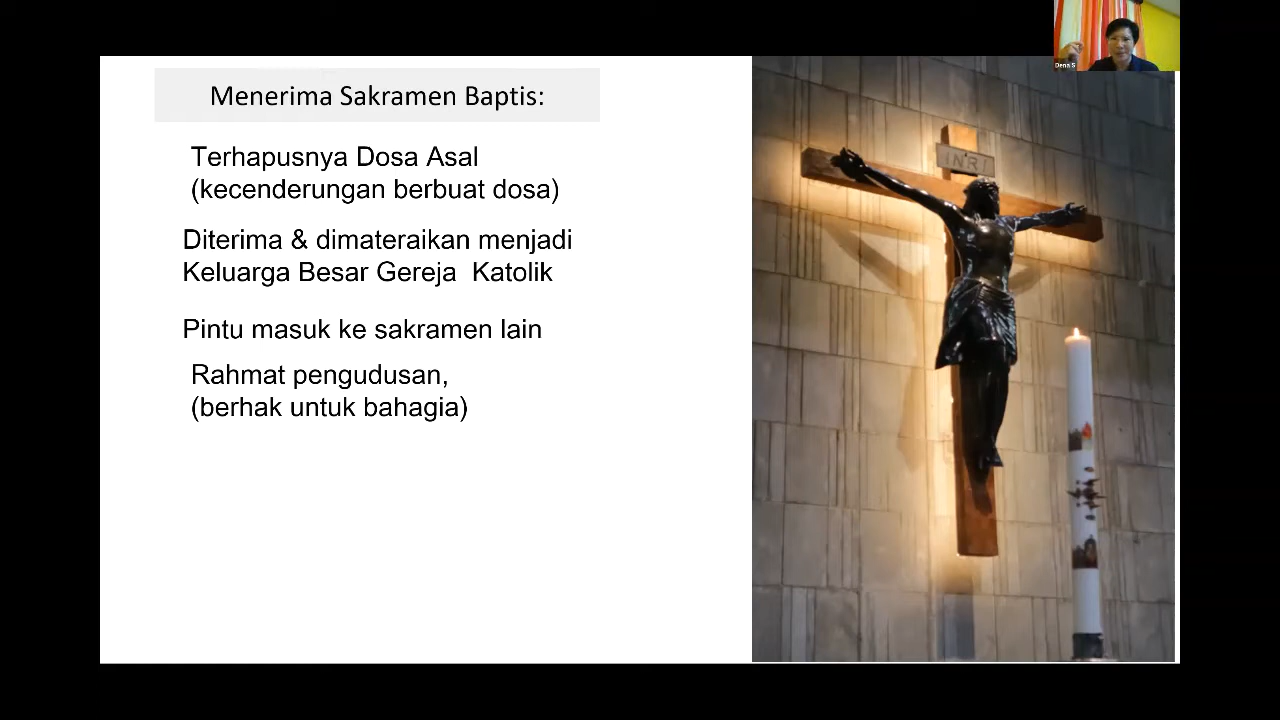 Dena S
Menerima Sakramen Baptis:
Terhapusnya Dosa Asal
(kecenderungan berbuat dosa)
Diterima & dimateraikan menjadi
Keluarga Besar Gereja Katolik
Pintu masuk ke sakramen lain
Rahmat pengudusan,
(berhak untuk bahagia)
INRI